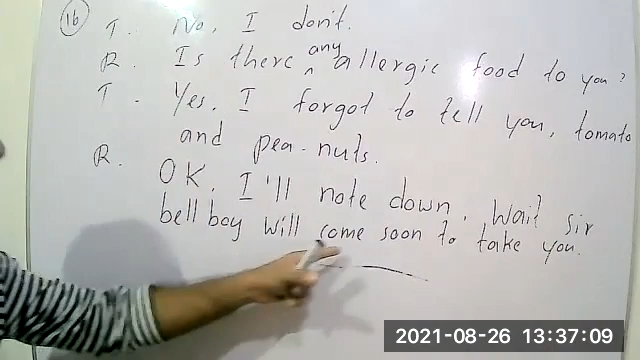 16 T. No, I don't.
R. Is there any allergic food to you?
T. Yes. I forgot to tell you, tomato
and pea-nuts.
R. OK. I'll note down. Wait sir
bell boy will come soon to take you.
2021-08-26 13:37:09